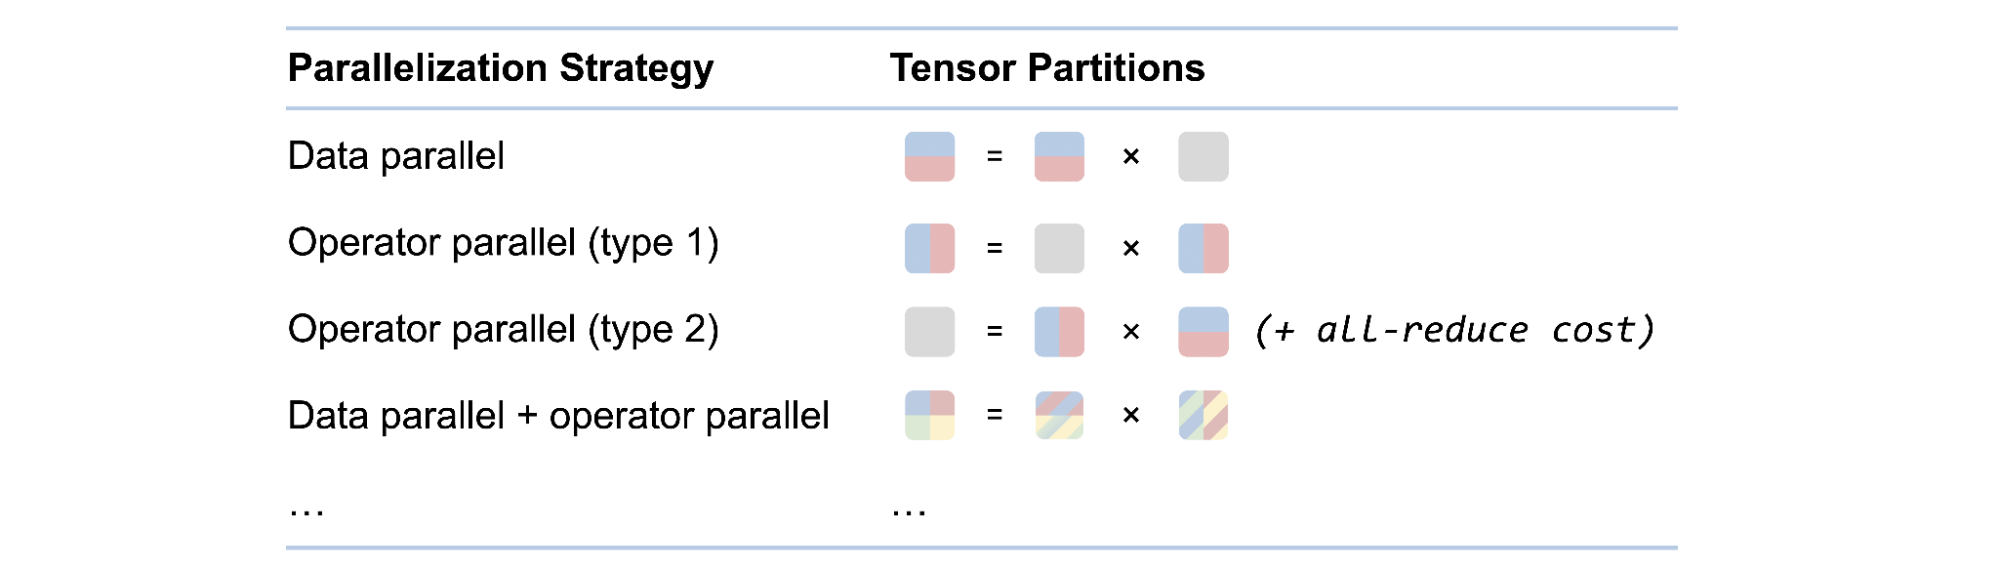 Parallelization Strategy Tensor Partitions
Data parallel = ×
Operator parallel (type 1) = ×
Operator parallel (type 2) = × (+ all-reduce cost)
Data parallel + operator parallel = ×
… …